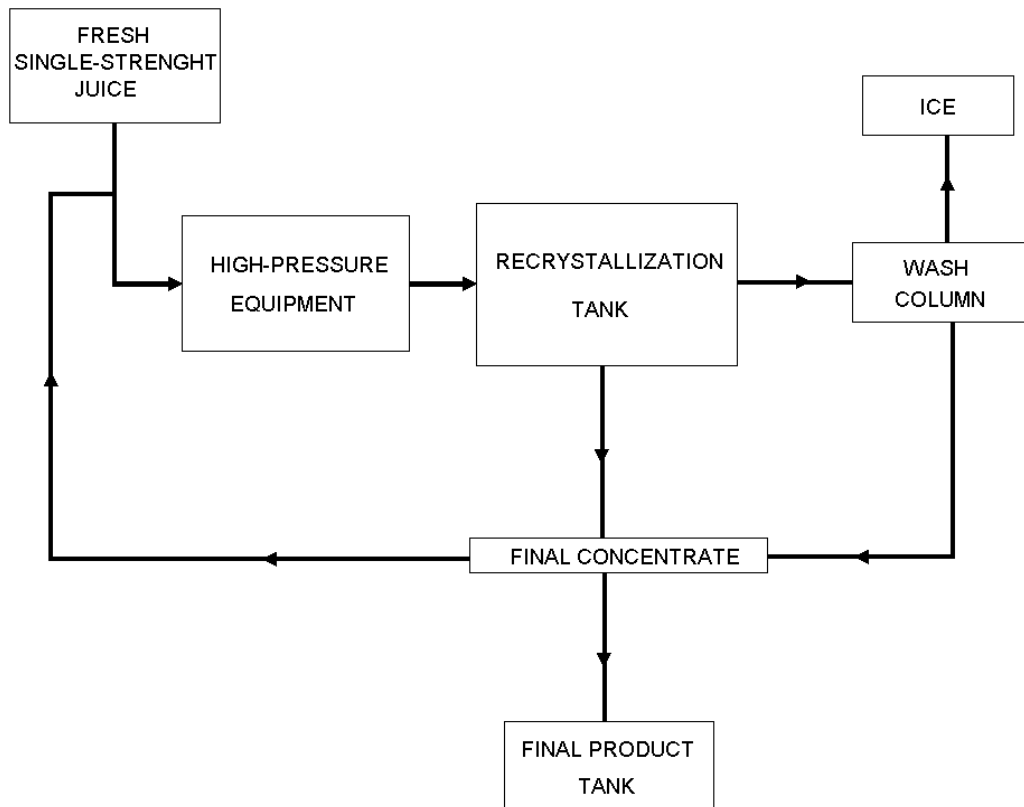 FRESH
SINGLE-STRENGHT
JUICE
ICE
HIGH-PRESSURE
EQUIPMENT
RECRYSTALLIZATION
TANK
WASH
COLUMN
FINAL CONCENTRATE
FINAL PRODUCT
TANK